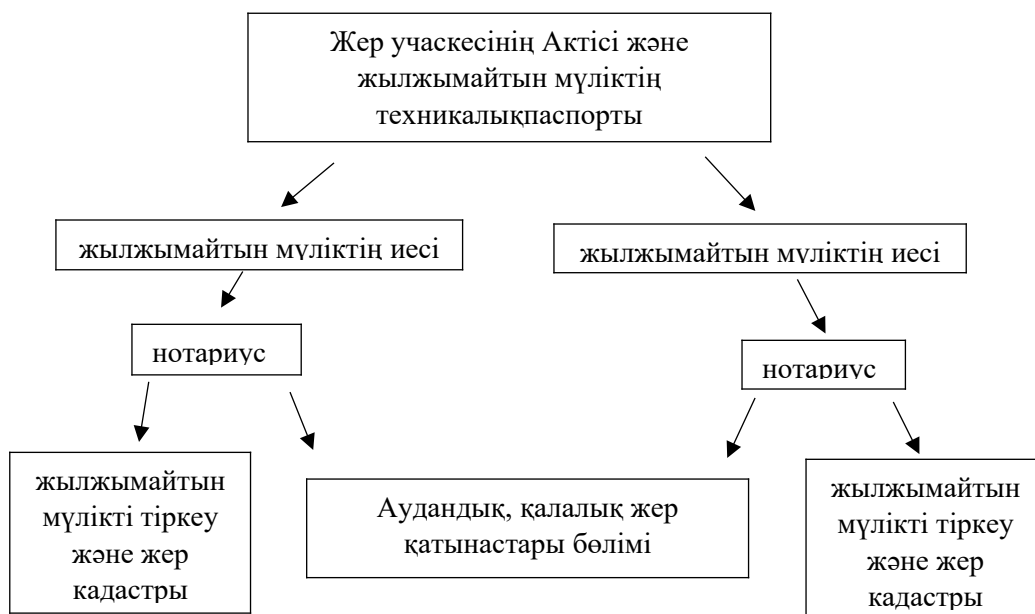 Жер учаскесінің Актісі және
жылжымайтын мүліктің
техникалықпаспорты
жылжымайтын мүліктің иесі
жылжымайтын мүліктің иесі
нотариус
нотариус
жылжымайтын
мүлікті тіркеу
және жер
кадастры
Аудандық, қалалық жер
қатынастары бөлімі
жылжымайтын
мүлікті тіркеу
және жер
кадастры